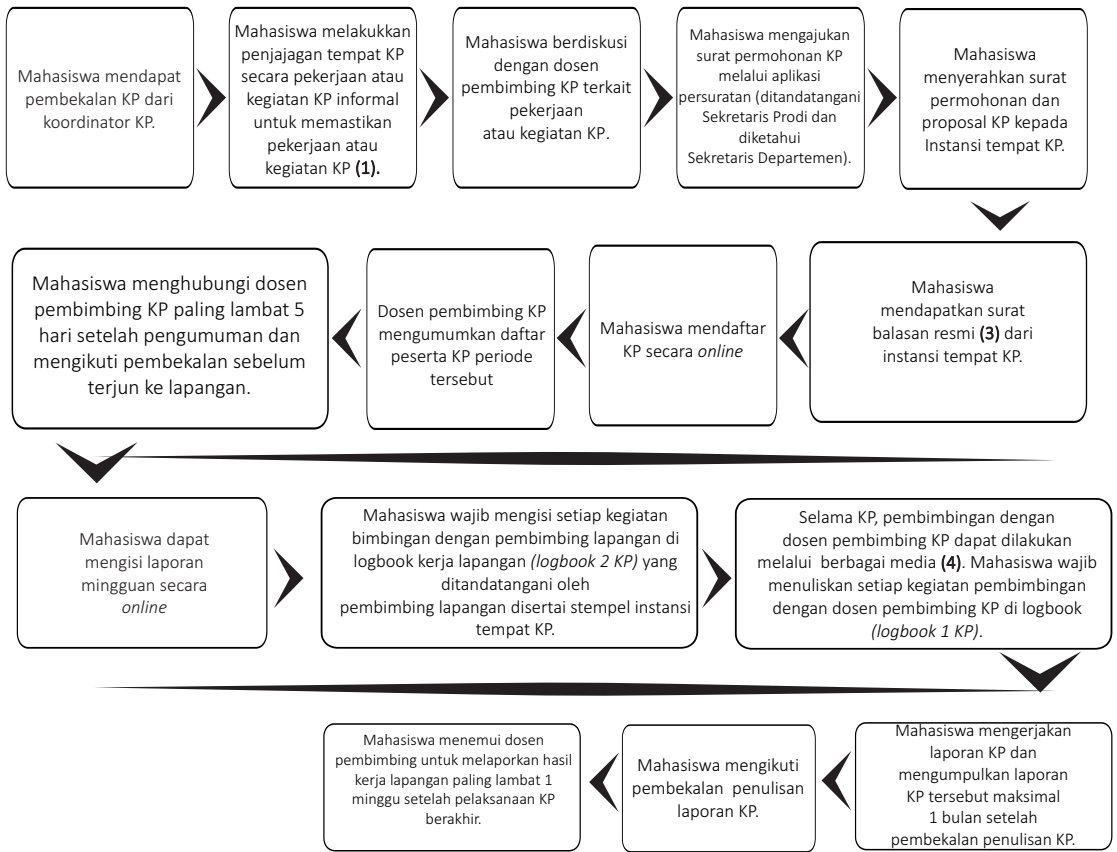 Mahasiswa mendapat
pembekalan KP dari
koordinator KP.
Mahasiswa melakukkan
penjajagan tempat KP
secara pekerjaan atau
kegiatan KP informal
untuk memastikan
pekerjaan atau
kegiatan KP (1).
Mahasiswa berdiskusi
dengan dosen
pembimbing KP terkait
pekerjaan
atau kegiatan KP.
Mahasiswa mengajukan
surat permohonan KP
melalui aplikasi
persuratan (ditandatangani
Sekretaris Prodi dan
diketahui
Sekretaris Departemen).
Mahasiswa
menyerahkan surat
permohonan dan
proposal KP kepada
Instansi tempat KP.
Mahasiswa
mendapatkan surat
balasan resmi (3) dari
instansi tempat KP.
Mahasiswa mendaftar
KP secara online
Dosen pembimbing KP
mengumumkan daftar
peserta KP periode
tersebut
Mahasiswa menghubungi dosen
pembimbing KP paling lambat 5
hari setelah pengumuman dan
mengikuti pembekalan sebelum
terjun ke lapangan.
Mahasiswa dapat
mengisi laporan
mingguan secara
online
Mahasiswa wajib mengisi setiap kegiatan
bimbingan dengan pembimbing lapangan di
logbook kerja lapangan (logbook 2 KP) yang
ditandatangani oleh
pembimbing lapangan disertai stempel instansi
tempat KP.
Selama KP, pembimbingan dengan
dosen pembimbing KP dapat dilakukan
melalui berbagai media (4). Mahasiswa wajib
menuliskan setiap kegiatan pembimbingan
dengan dosen pembimbing KP di logbook
(logbook 1 KP).
Mahasiswa mengerjakan
laporan KP dan
mengumpulkan laporan
KP tersebut maksimal
1 bulan setelah
pembekalan penulisan KP.
Mahasiswa mengikuti
pembekalan penulisan
laporan KP.
Mahasiswa menemui dosen
pembimbing untuk melaporkan hasil
kerja lapangan paling lambat 1
minggu setelah pelaksanaan KP
berakhir.